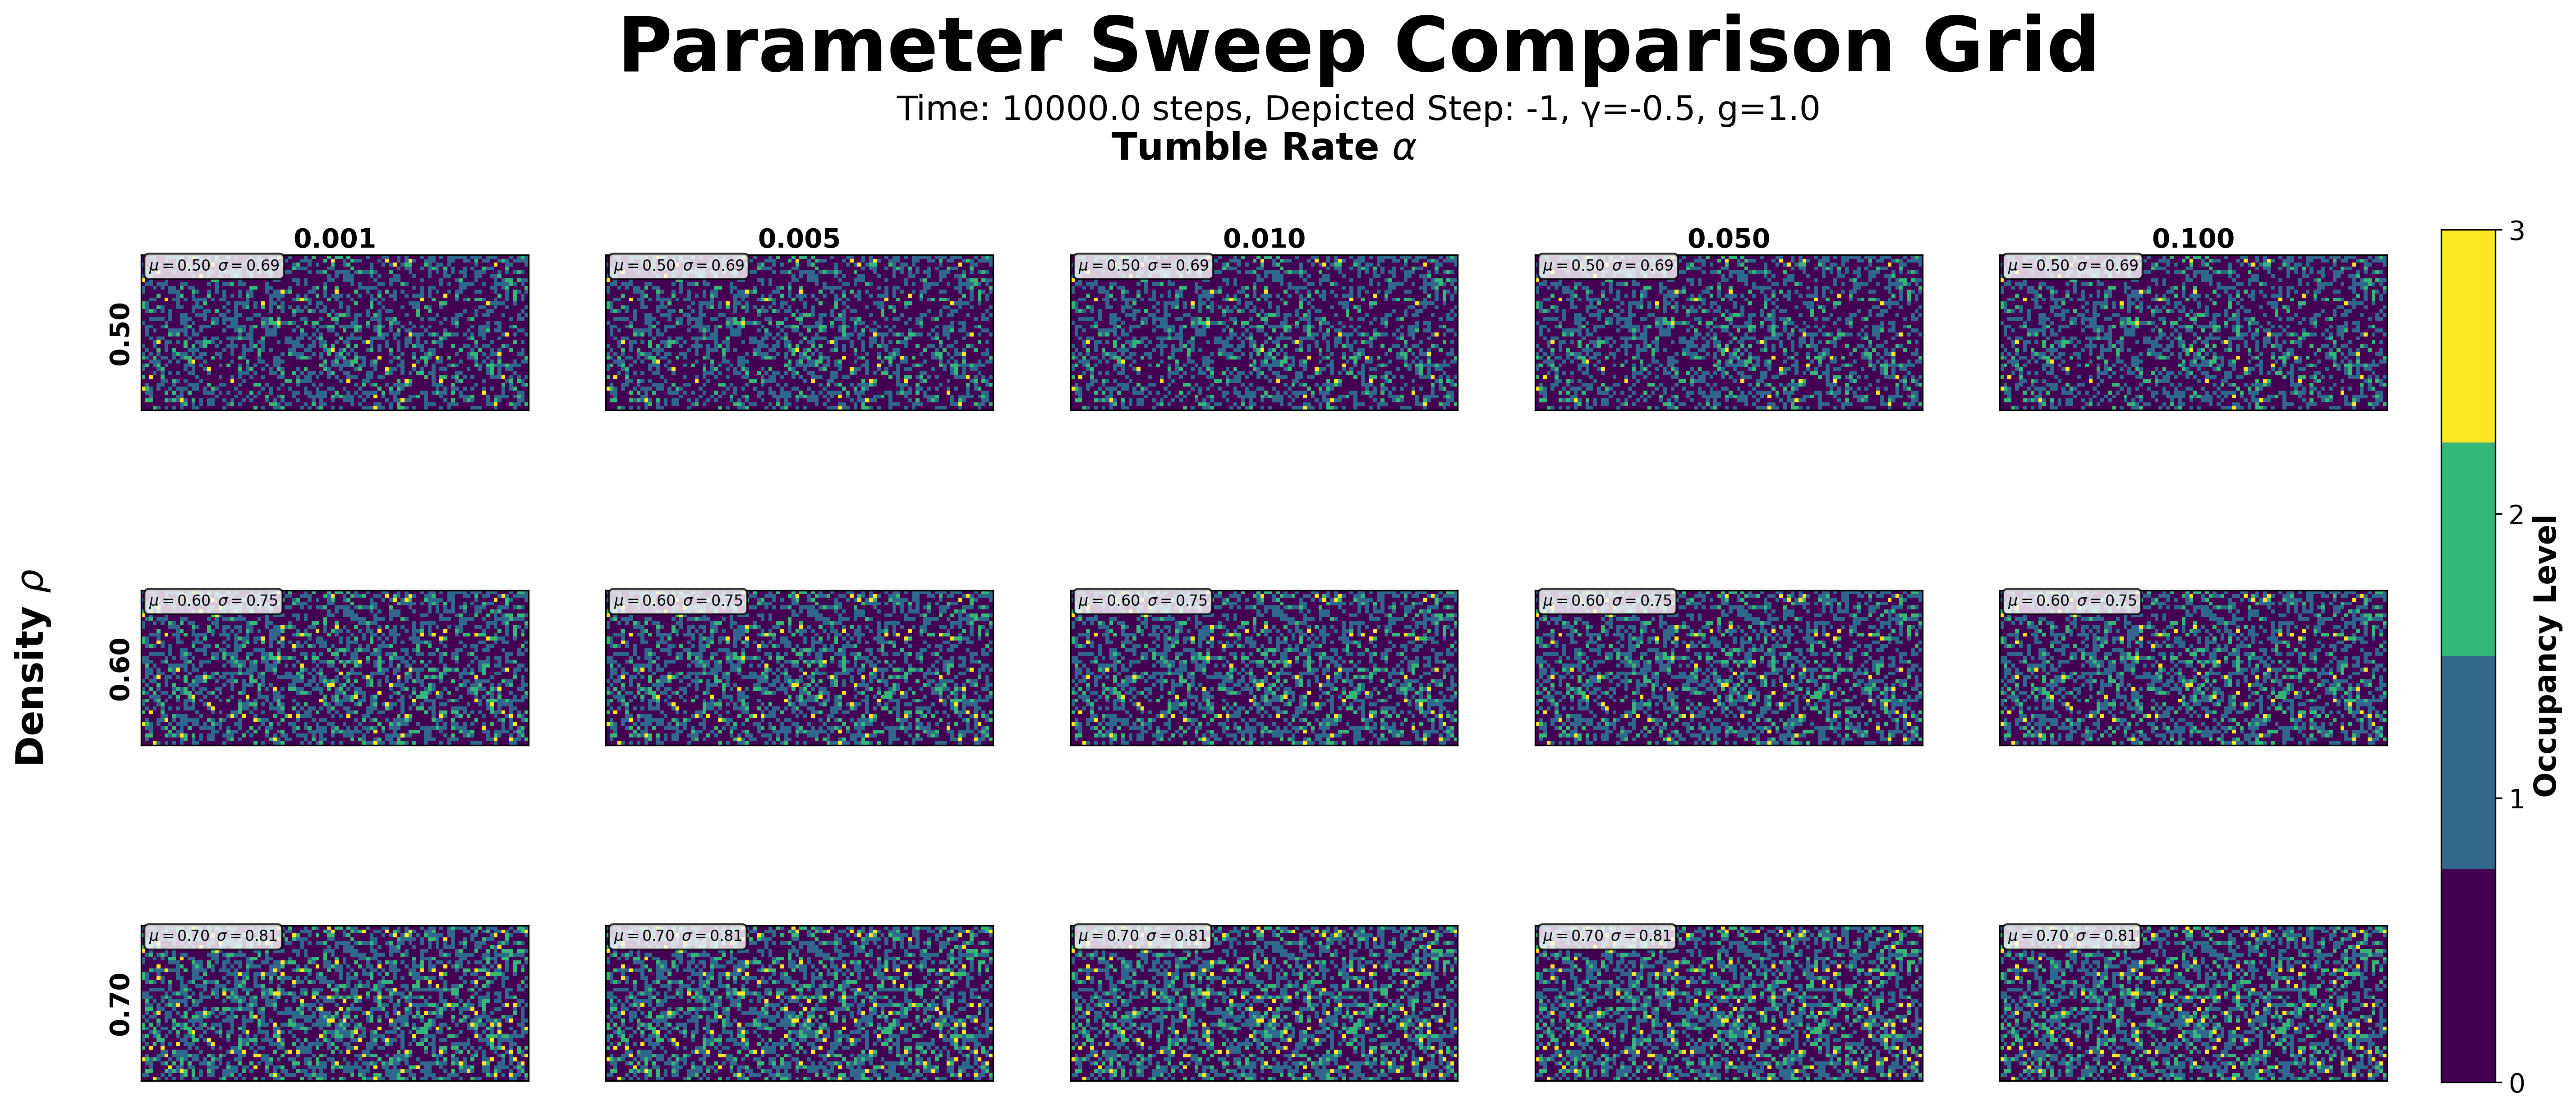 Parameter Sweep Comparison Grid
Time: 10000.0 steps, Depicted Step: -1, γ=-0.5, g=1.0
Tumble Rate α
0.001 0.005 0.010 0.050 0.100
μ = 0.50 σ = 0.69 μ = 0.50 σ = 0.69 μ = 0.50 σ = 0.69 μ = 0.50 σ = 0.69 μ = 0.50 σ = 0.69
0.50
μ = 0.60 σ = 0.75 μ = 0.60 σ = 0.75 μ = 0.60 σ = 0.75 μ = 0.60 σ = 0.75 μ = 0.60 σ = 0.75
0.60
μ = 0.70 σ = 0.81 μ = 0.70 σ = 0.81 μ = 0.70 σ = 0.81 μ = 0.70 σ = 0.81 μ = 0.70 σ = 0.81
0.70
Density ρ
3
2
1
0
Occupancy Level